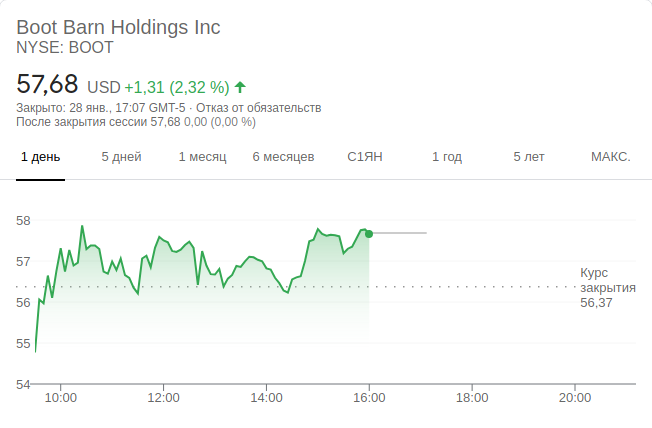 Boot Barn Holdings Inc
NYSE: BOOT
57,68 USD +1,31 (2,32 %)
Закрыто: 28 янв., 17:07 GMT-5 · Отказ от обязательств
После закрытия сессии 57,68 0,00 (0,00 %)
1 день 5 дней 1 месяц 6 месяцев С1ЯН 1 год 5 лет МАКС.
58
57
Курс
закрытия
56
56,37
55
54
10:00 12:00 14:00 16:00 18:00 20:00